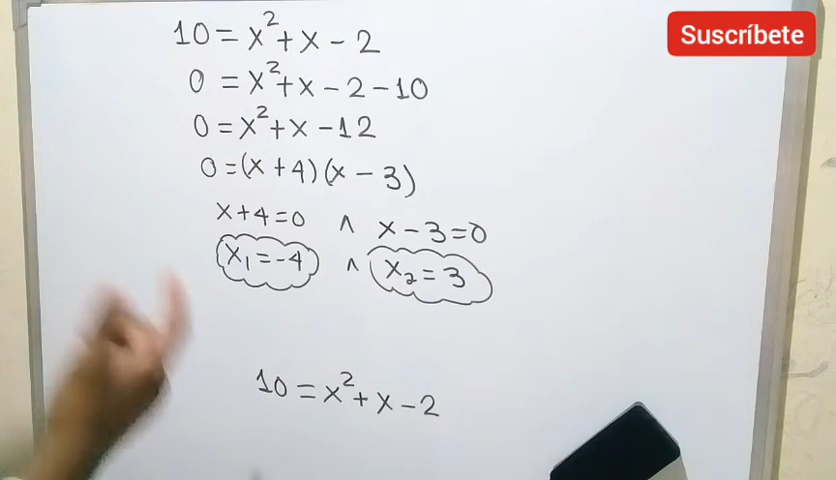 10 = x² + x - 2
Suscríbete
0 = x² + x - 2 - 10
0 = x² + x - 12
0 = (x + 4) (x - 3)
x + 4 = 0 ∧ x - 3 = 0
x₁ = -4 ∧ x₂ = 3
10 = x² + x - 2